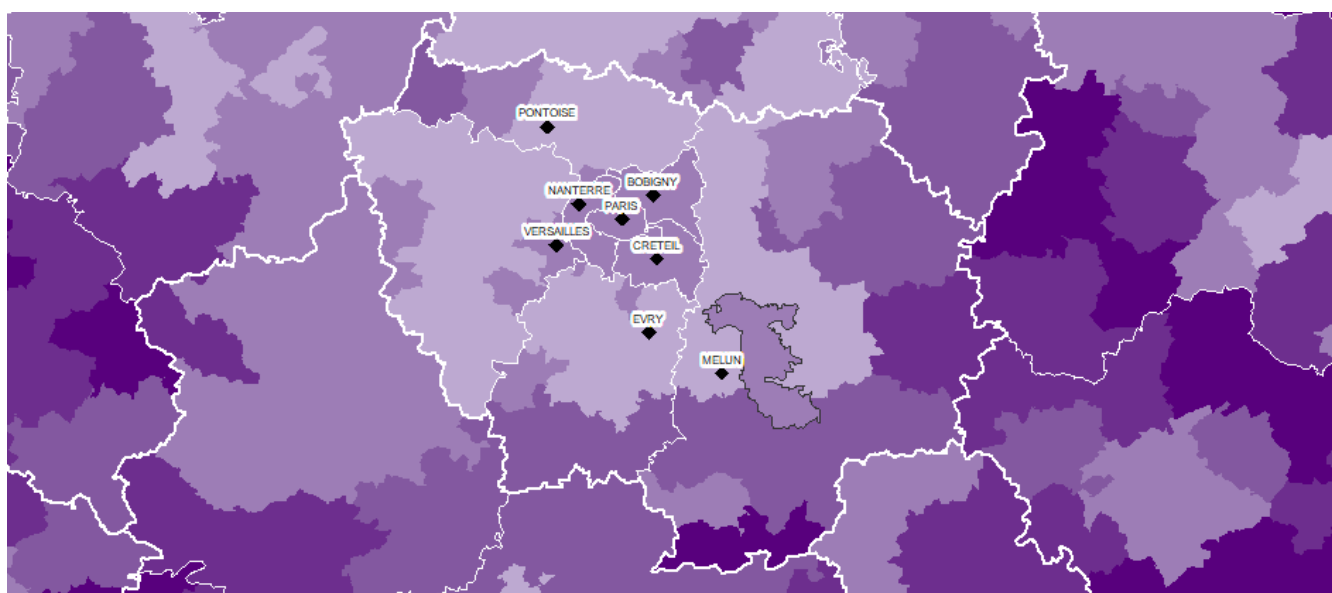 PONTOISE
BOBIGNY
NANTERRE
PARIS
VERSAILLES
CRETEIL
EVRY
MELUN